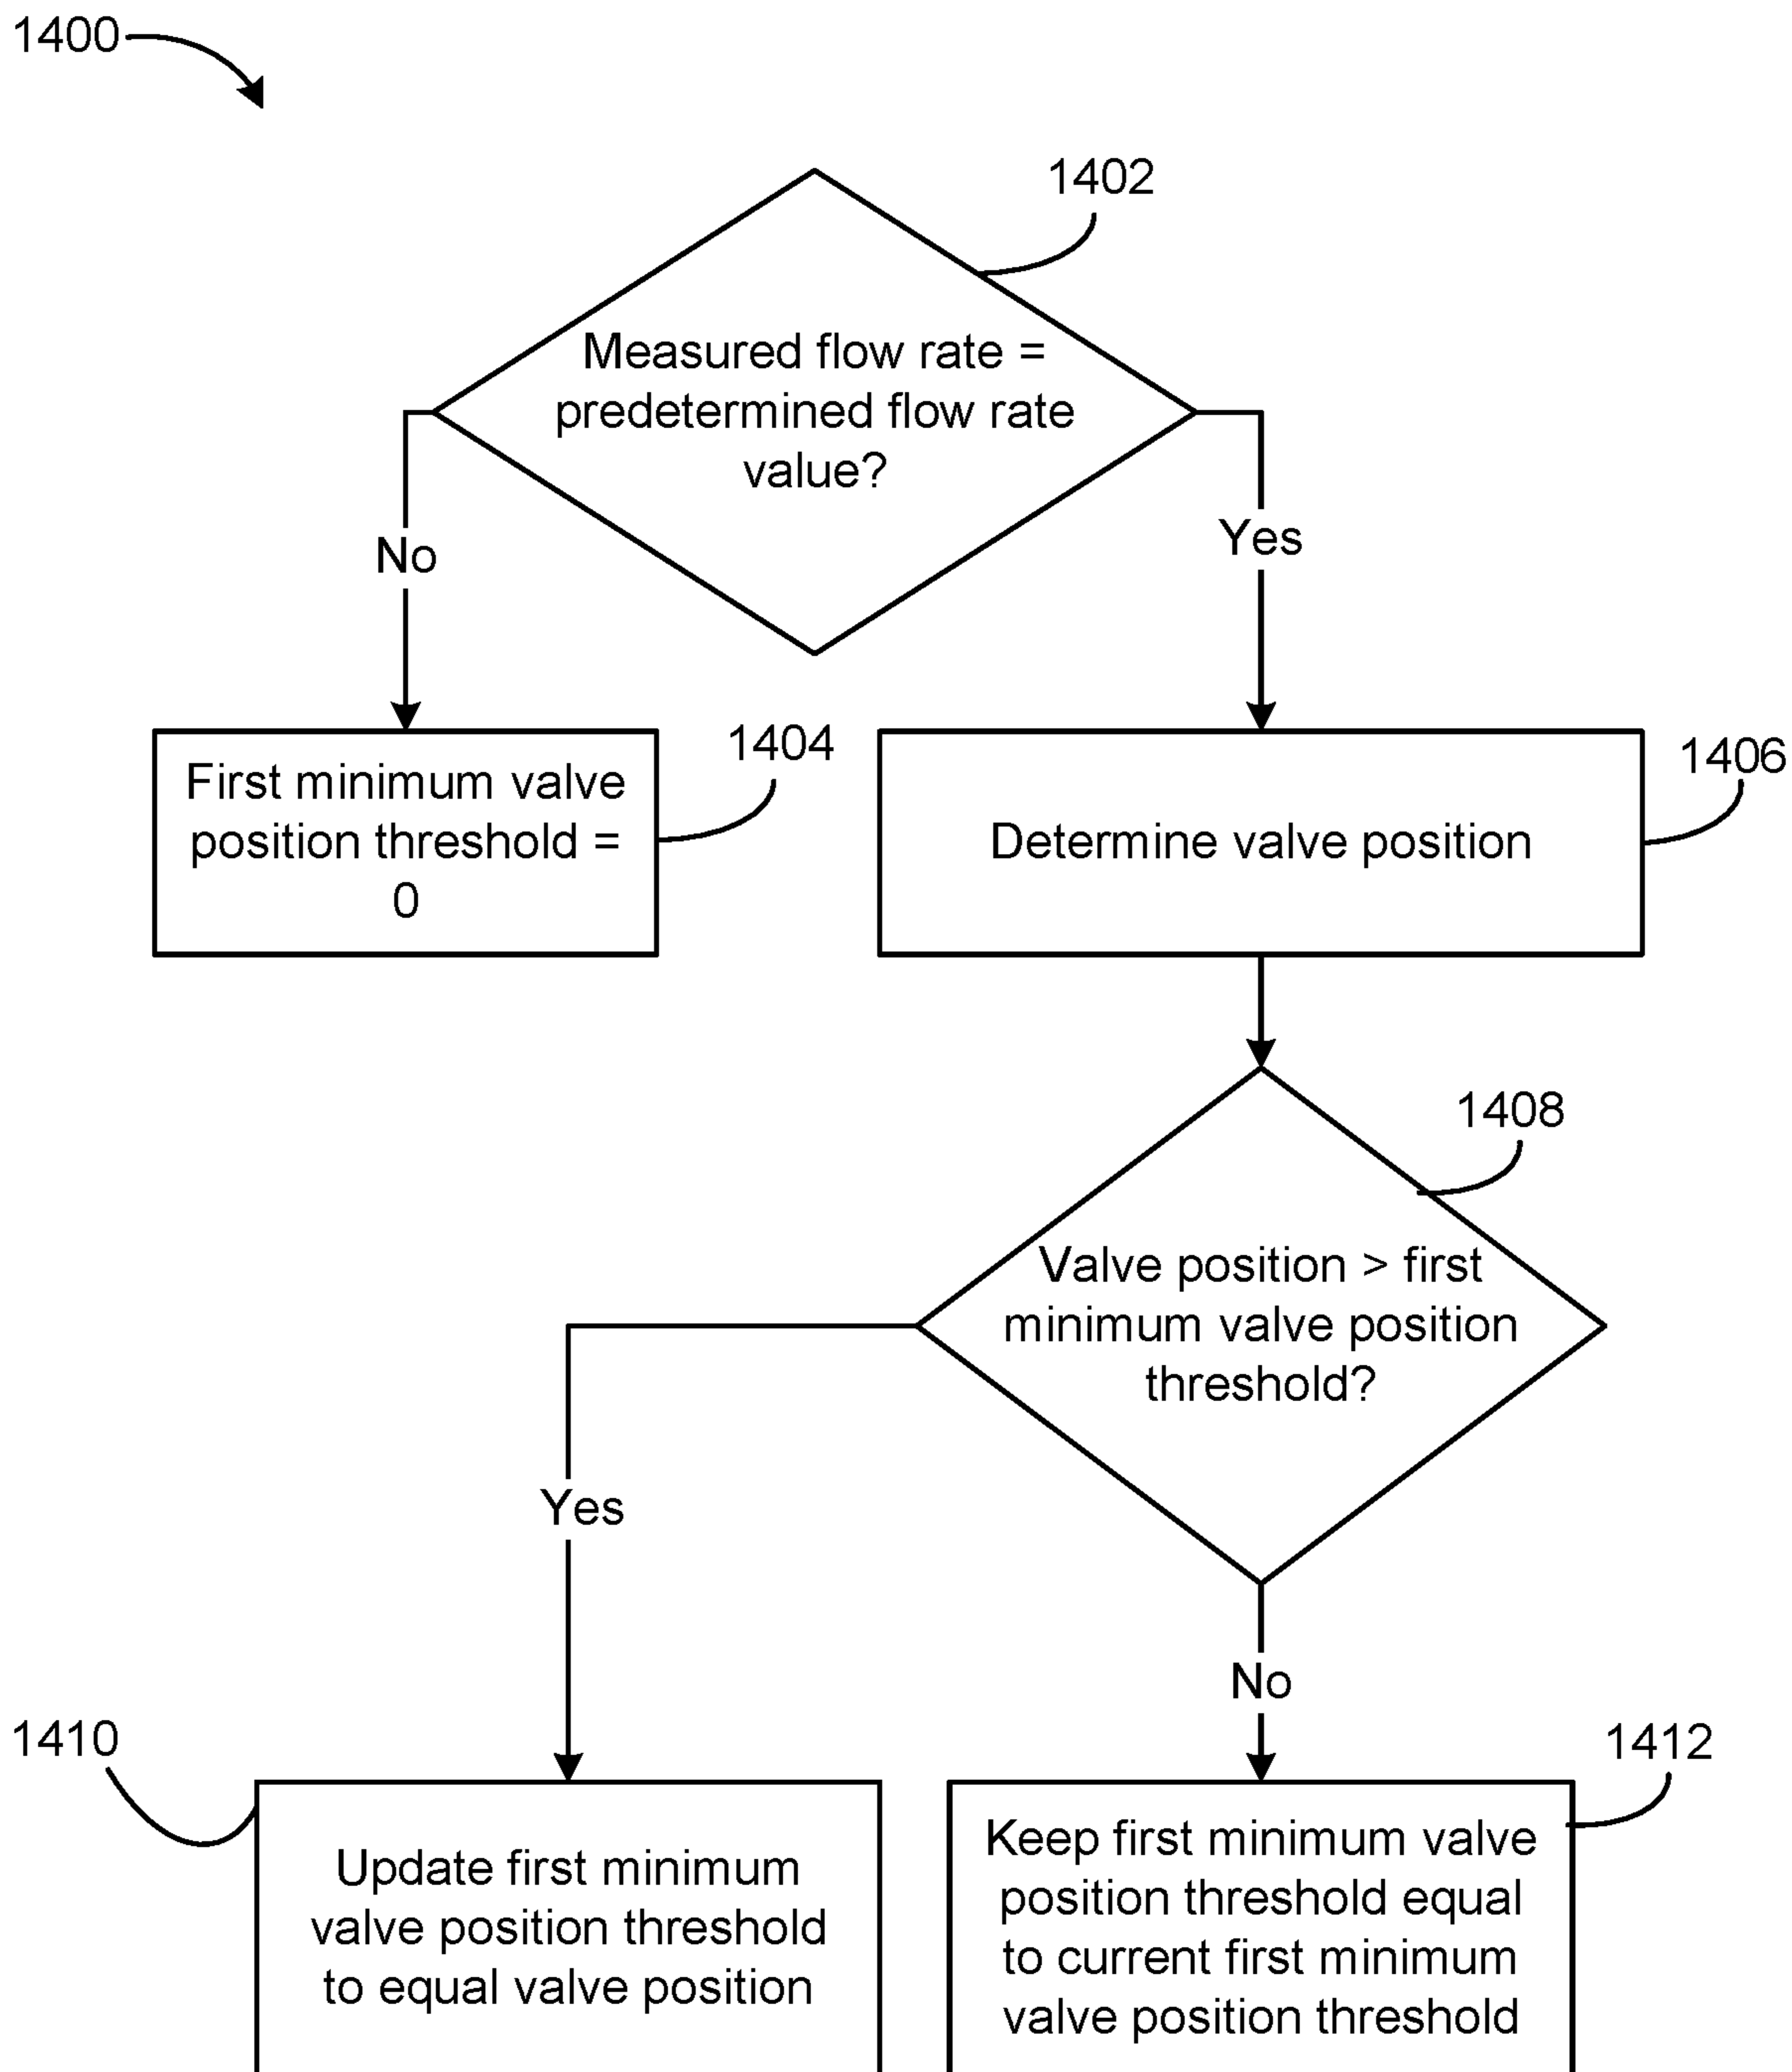 1400
1402
Measured flow rate =
predetermined flow rate
value?
No
Yes
1404
First minimum valve
position threshold =
0
1406
Determine valve position
1408
Valve position > first
minimum valve position
threshold?
Yes
No
1410
Update first minimum
valve position threshold
to equal valve position
1412
Keep first minimum valve
position threshold equal
to current first minimum
valve position threshold